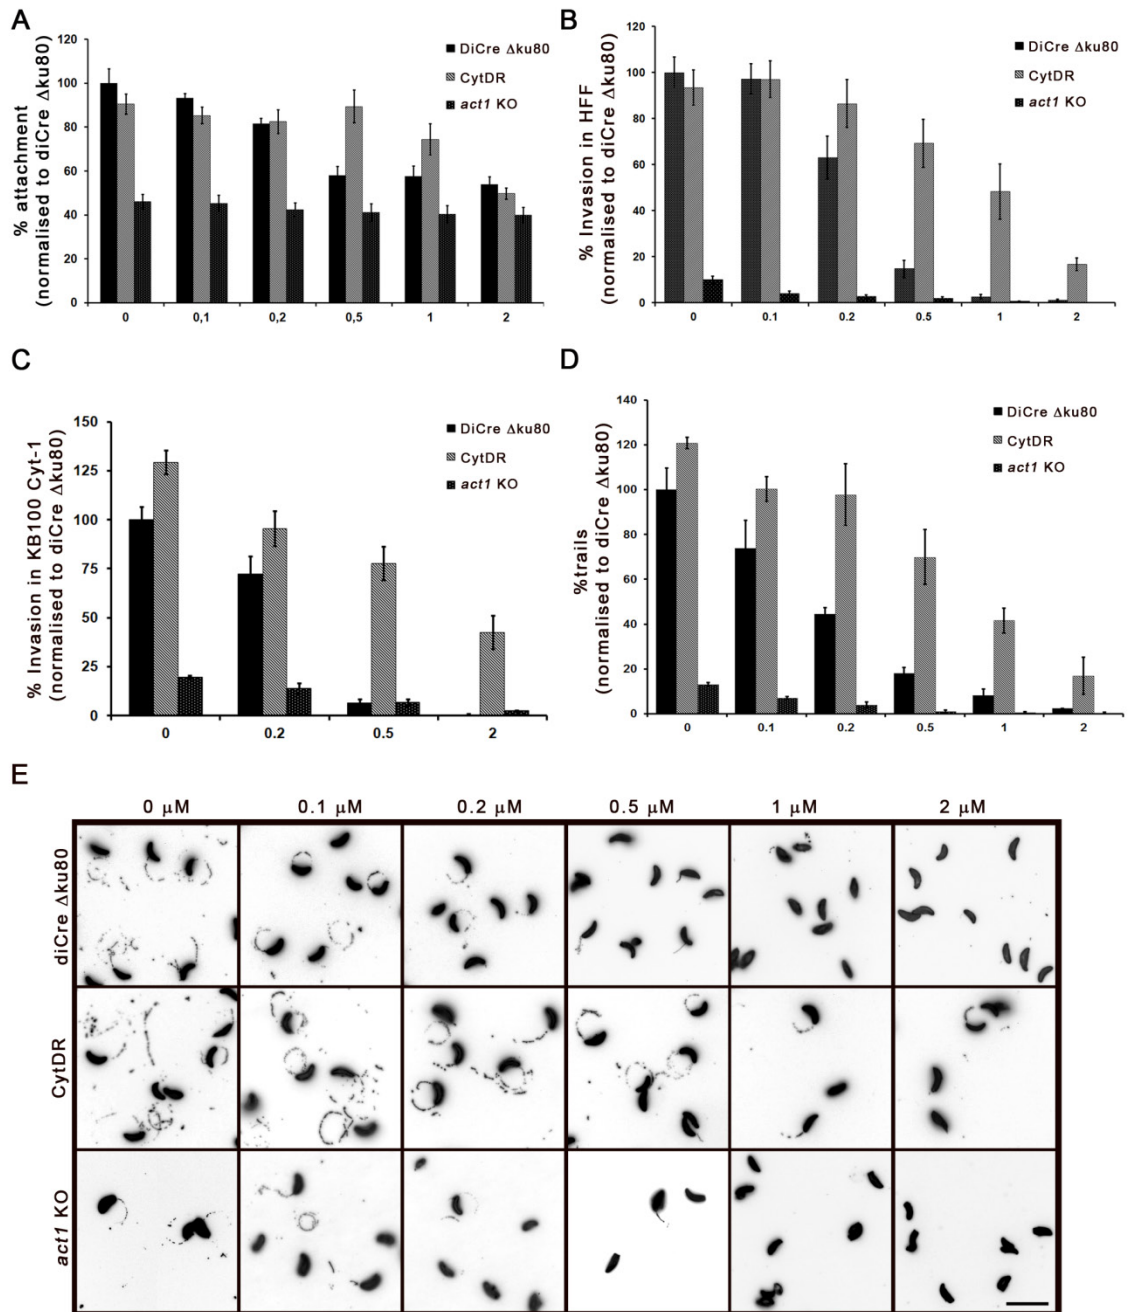 A
% attachment
(normalised to diCre Δku80)
120
100
80
60
40
20
0
0 0,1 0,2 0,5 1 2
DiCre Δku80
CytDR
act1 KO
B
% Invasion in HFF
(normalised to diCre Δku80)
120
100
80
60
40
20
0
0 0.1 0.2 0.5 1 2
DiCre Δku80
CytDR
act1 KO
C
% Invasion in KB100 Cyt-1
(normalised to diCre Δku80)
150
125
100
75
50
25
0
0 0.2 0.5 2
DiCre Δku80
CytDR
act1 KO
D
%trails
(normalised to diCre Δku80)
140
120
100
80
60
40
20
0
0 0.1 0.2 0.5 1 2
DiCre Δku80
CytDR
act1 KO
E
0 µM 0.1 µM 0.2 µM 0.5 µM 1 µM 2 µM
diCre Δku80
CytDR
act1 KO